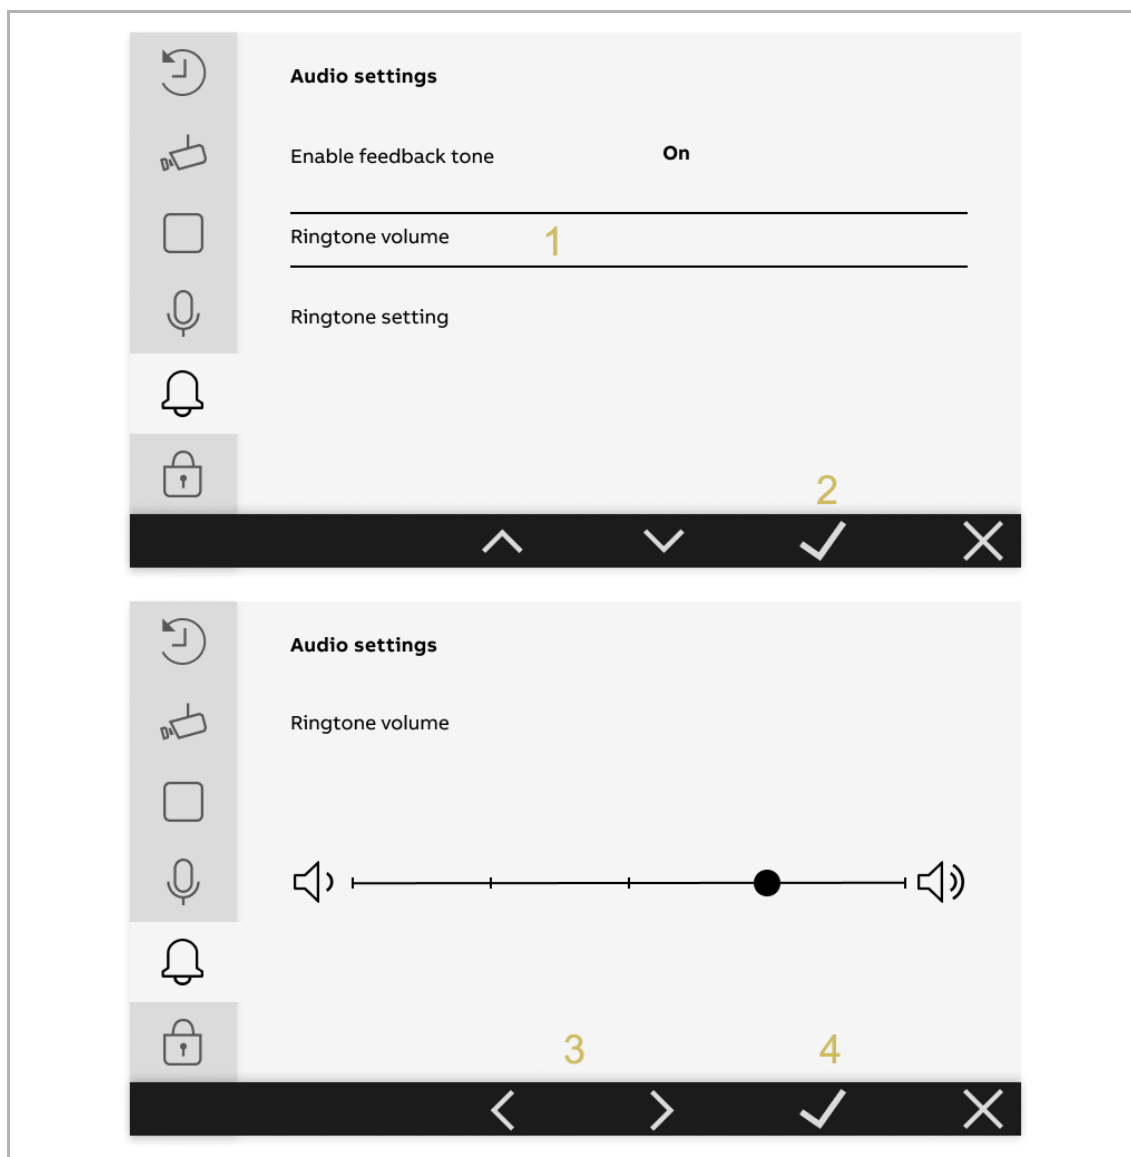 Audio settings
Enable feedback tone On
Ringtone volume 1
Ringtone setting
2
Audio settings
Ringtone volume
3 4